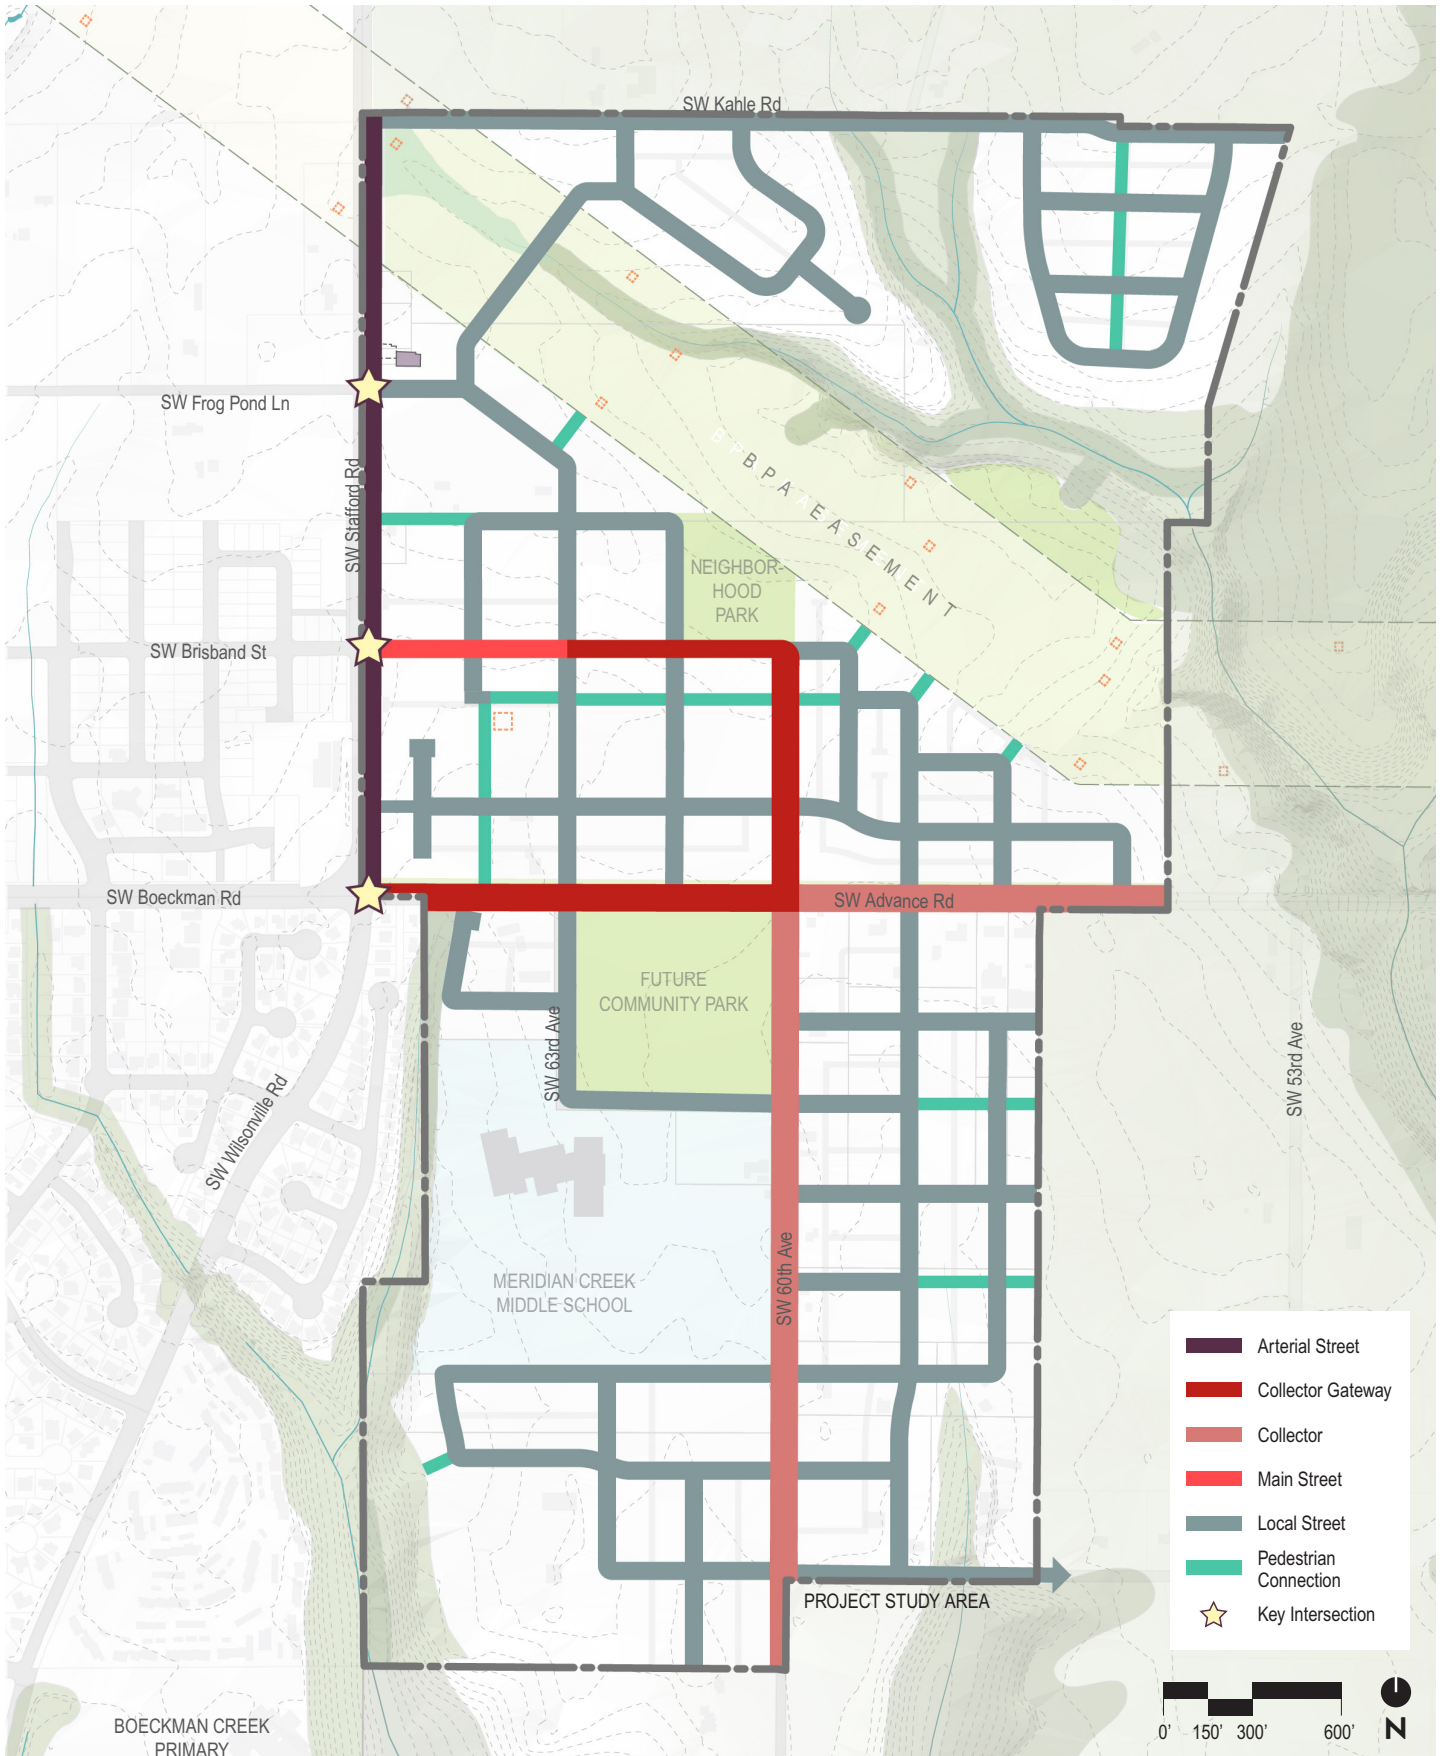 SW Kahle Rd
SW Frog Pond Ln
SW Stafford Rd
BPA EASEMENT
NEIGHBOR-
HOOD
PARK
SW Brisband St
SW Boeckman Rd
SW Advance Rd
FUTURE
COMMUNITY PARK
SW 63rd Ave
SW 53rd Ave
SW Wilsonville Rd
SW 60th Ave
MERIDIAN CREEK
MIDDLE SCHOOL
PROJECT STUDY AREA
BOECKMAN CREEK
PRIMARY
Arterial Street
Collector Gateway
Collector
Main Street
Local Street
Pedestrian
Connection
Key Intersection
0' 150' 300' 600'
N